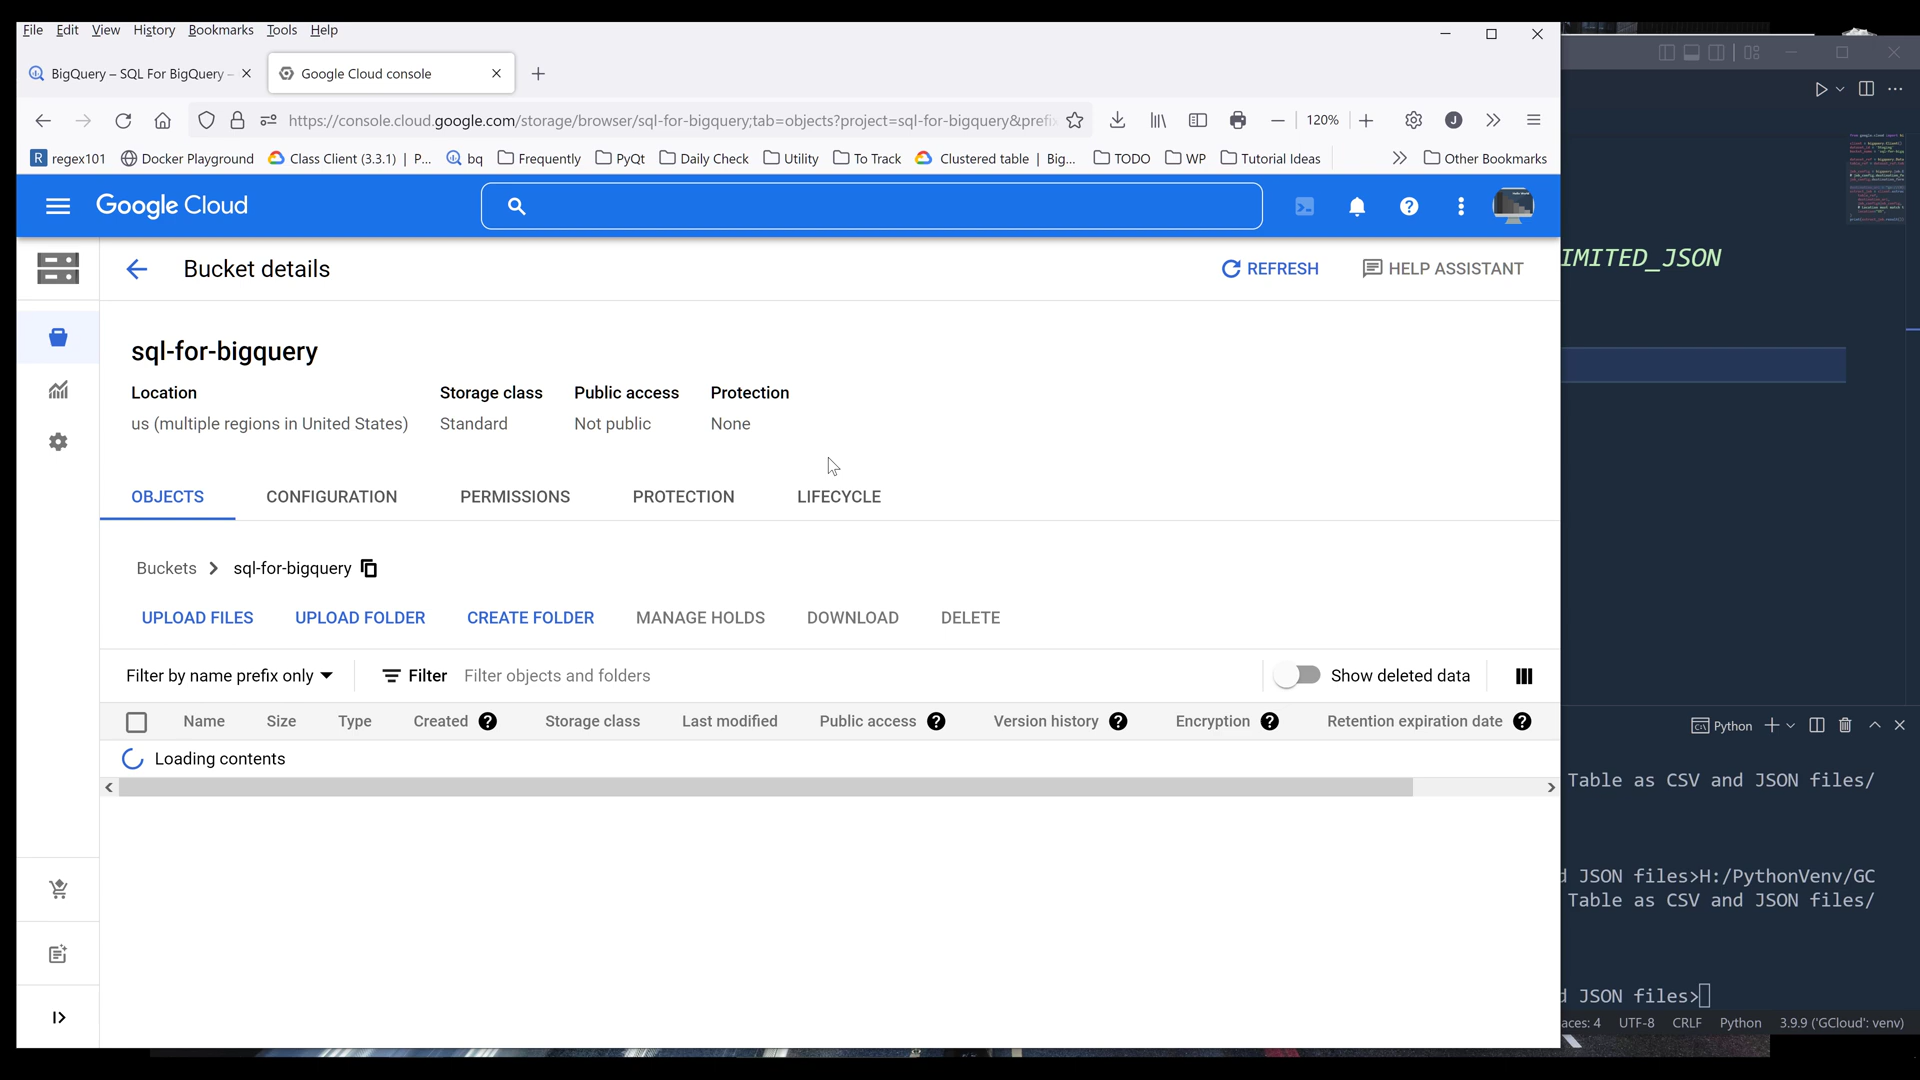 File Edit View History Bookmarks Tools Help
BigQuery – SQL For BigQuery –
Google Cloud console
https://console.cloud.google.com/storage/browser/sql-for-bigquery;tab=objects?project=sql-for-bigquery&prefix
120%
J
R regex101 Docker Playground Class Client (3.3.1) | P... bq Frequently PyQt Daily Check Utility To Track Clustered table | Big... TODO WP Tutorial Ideas Other Bookmarks
Google Cloud
Bucket details
REFRESH
HELP ASSISTANT
sql-for-bigquery
Location Storage class Public access Protection
us (multiple regions in United States) Standard Not public None
OBJECTS CONFIGURATION PERMISSIONS PROTECTION LIFECYCLE
Buckets > sql-for-bigquery
UPLOAD FILES UPLOAD FOLDER CREATE FOLDER MANAGE HOLDS DOWNLOAD DELETE
Filter by name prefix only Filter Filter objects and folders Show deleted data
Name Size Type Created Storage class Last modified Public access Version history Encryption Retention expiration date
Loading contents
IMITED_JSON
Python
Table as CSV and JSON files/
d JSON files>H:/PythonVenv/GC
Table as CSV and JSON files/
d JSON files>
aces: 4 UTF-8 CRLF Python 3.9.9 ('GCloud': venv)